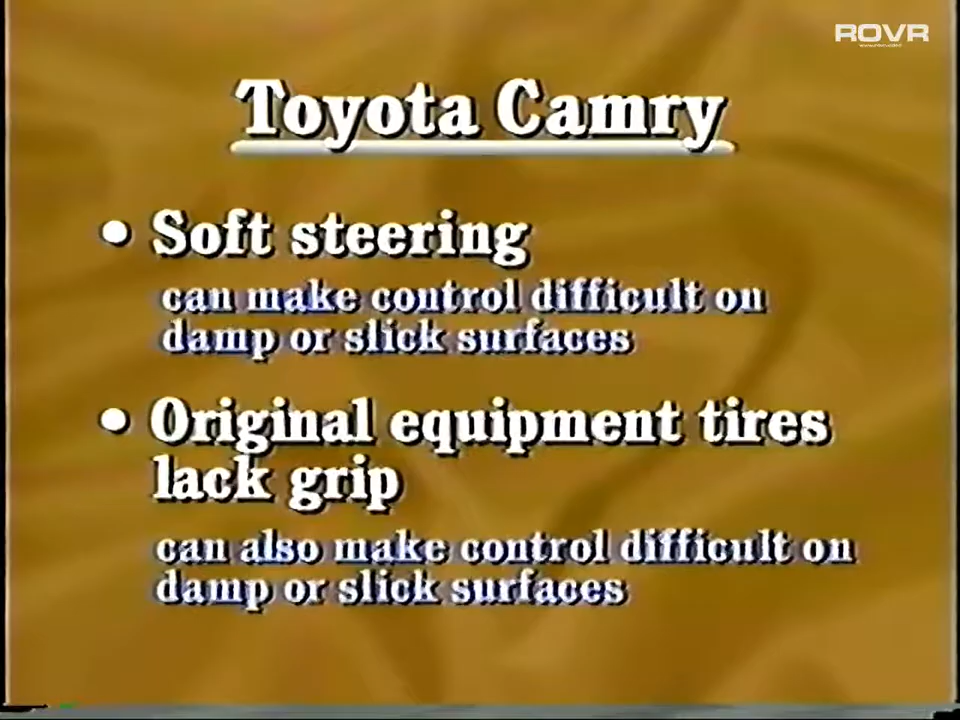 ROVR
Toyota Camry
• Soft steering
can make control difficult on
damp or slick surfaces
• Original equipment tires
lack grip
can also make control difficult on
damp or slick surfaces